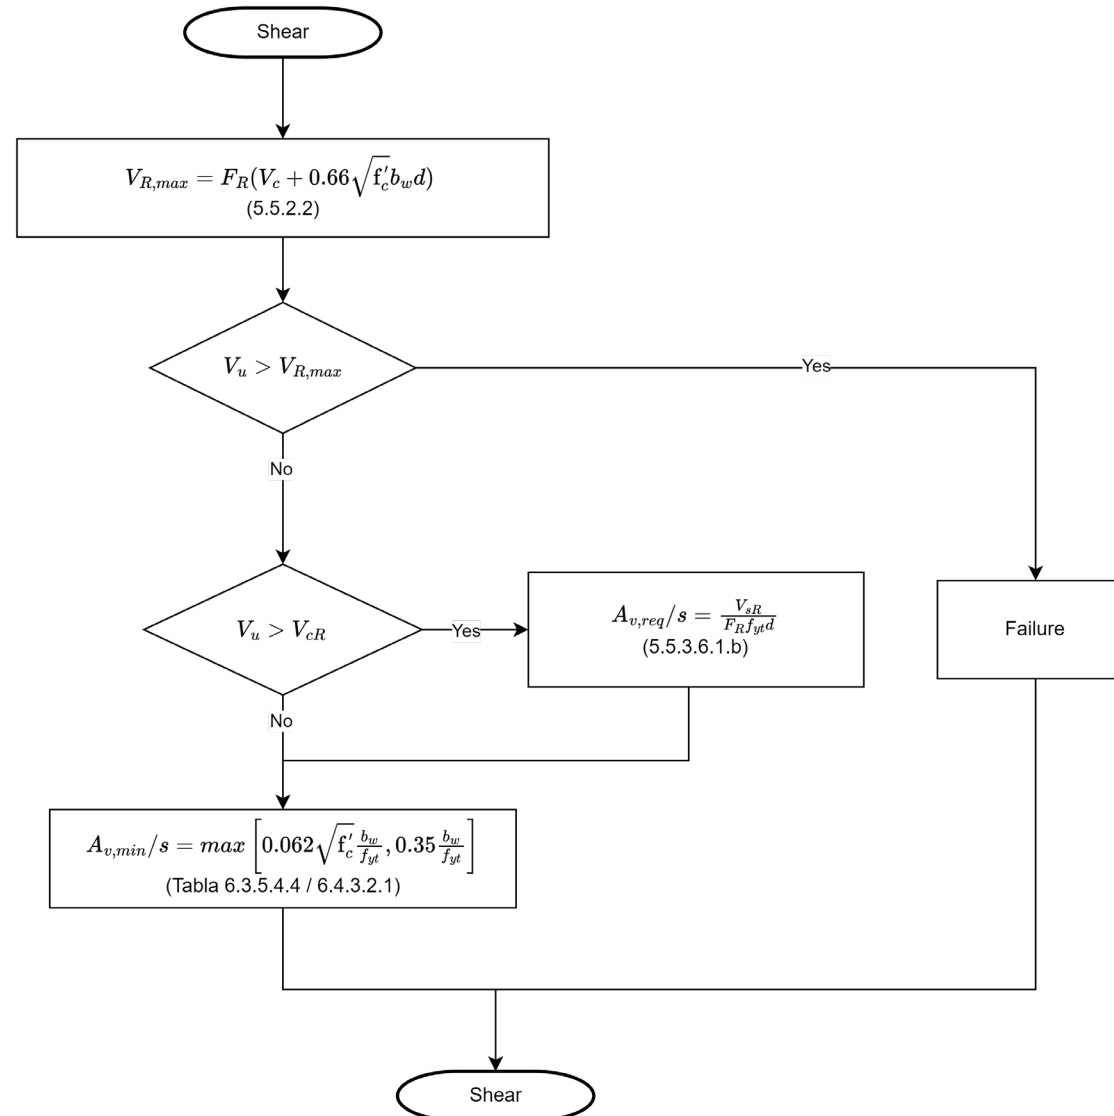 Shear
V_{R,max} = F_R(V_c + 0.66√f′_c b_w d)
(5.5.2.2)
V_u > V_{R,max}
Yes
No
V_u > V_{cR}
Yes
A_{v,req}/s = \frac{V_{sR}}{F_R f_{yt} d}
(5.5.3.6.1.b)
Failure
No
A_{v,min}/s = max [0.062√f′_c \frac{b_w}{f_{yt}}, 0.35 \frac{b_w}{f_{yt}}]
(Tabla 6.3.5.4.4 / 6.4.3.2.1)
Shear